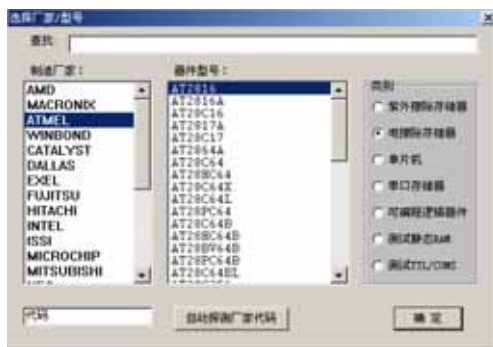 选择厂家/型号
查找
制造厂家:
器件型号:
类别
AMD
MACRONIX
ATMEL
WINBOND
CATALYST
DALLAS
EXEL
FUJITSU
HITACHI
INTEL
ISSI
MICROCHIP
MITSUBISHI
AT2816
AT2816A
AT28C16
AT2817A
AT28C17
AT2864A
AT28C64
AT28HC64
AT28C64X
AT28C64L
AT28PC64
AT28C64B
AT28HC64B
AT28BV64B
AT28PC64B
AT28C64BL
紫外擦除存储器
电擦除存储器
单片机
串口存储器
可编程逻辑器件
测试静态RAM
测试TTL/CMOS
代码
自动探测厂家代码
确 定